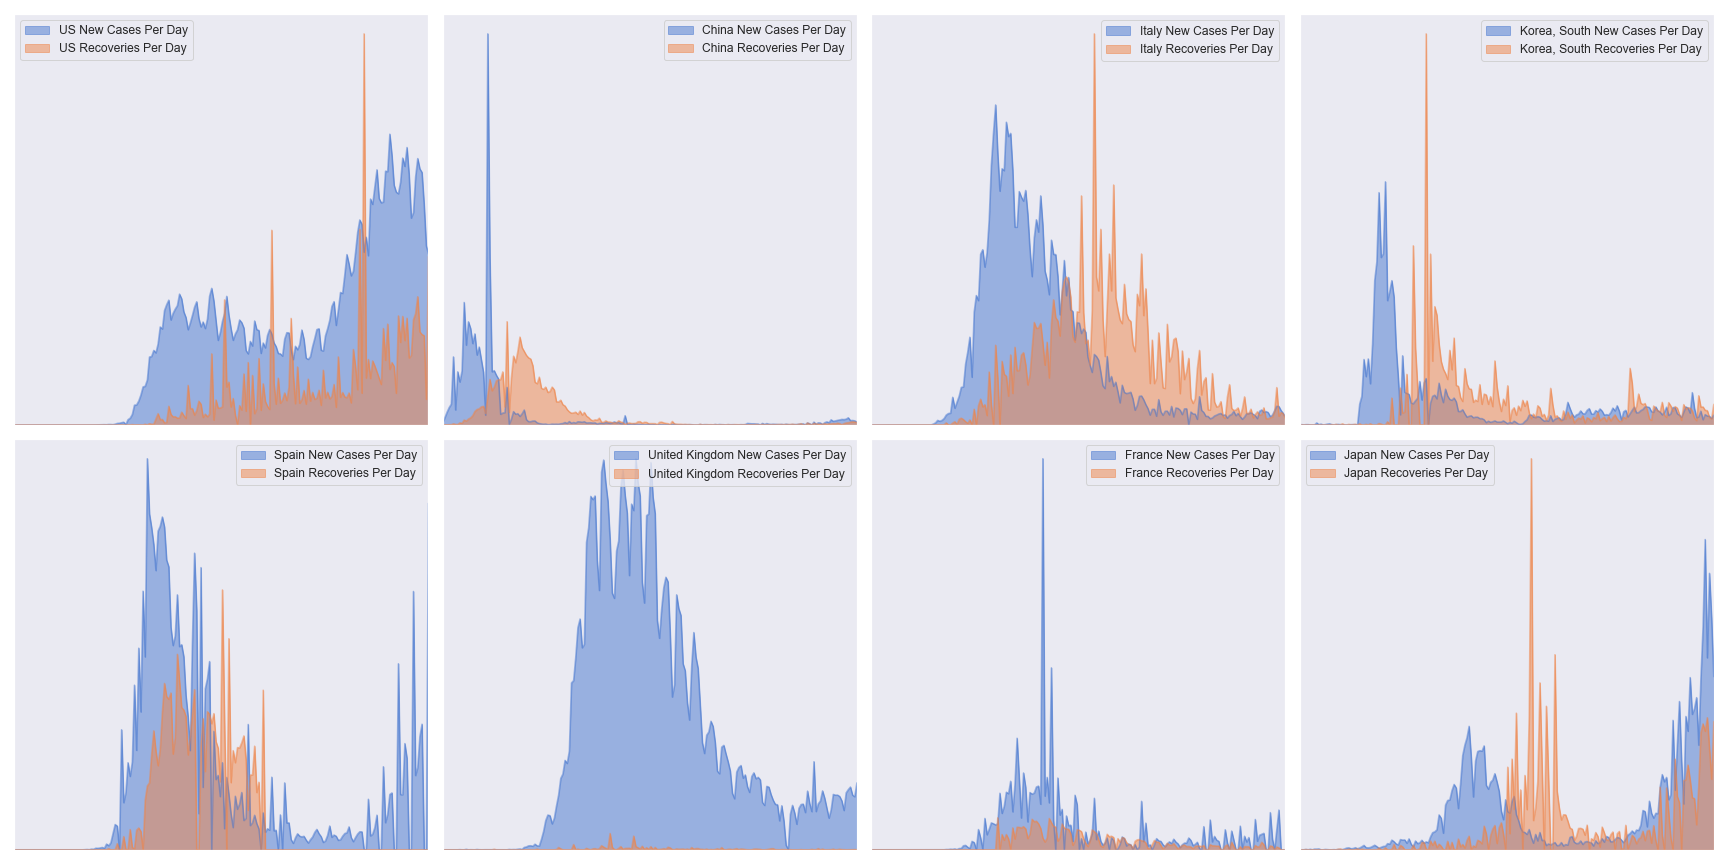 US New Cases Per Day
US Recoveries Per Day
China New Cases Per Day
China Recoveries Per Day
Italy New Cases Per Day
Italy Recoveries Per Day
Korea, South New Cases Per Day
Korea, South Recoveries Per Day
Spain New Cases Per Day
Spain Recoveries Per Day
United Kingdom New Cases Per Day
United Kingdom Recoveries Per Day
France New Cases Per Day
France Recoveries Per Day
Japan New Cases Per Day
Japan Recoveries Per Day